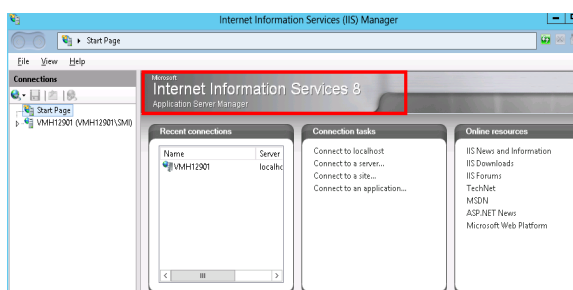 Internet Information Services (IIS) Manager
Start Page
File View Help
Connections
Start Page
VMH12901 (VMH12901\SMI)
Microsoft
Internet Information Services 8
Application Server Manager
Recent connections
Name Server
VMH12901 localhc
Connection tasks
Connect to localhost
Connect to a server...
Connect to a site...
Connect to an application...
Online resources
IIS News and Information
IIS Downloads
IIS Forums
TechNet
MSDN
ASP.NET News
Microsoft Web Platform